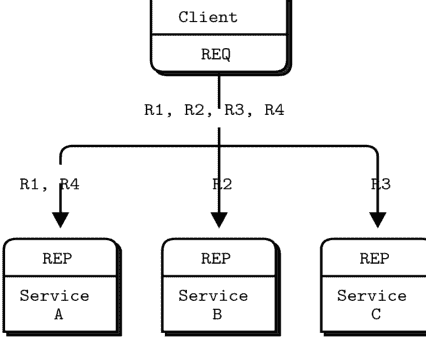 Client
REQ
R1, R2, R3, R4
R1, R4
R2
R3
REP
REP
REP
Service
A
Service
B
Service
C